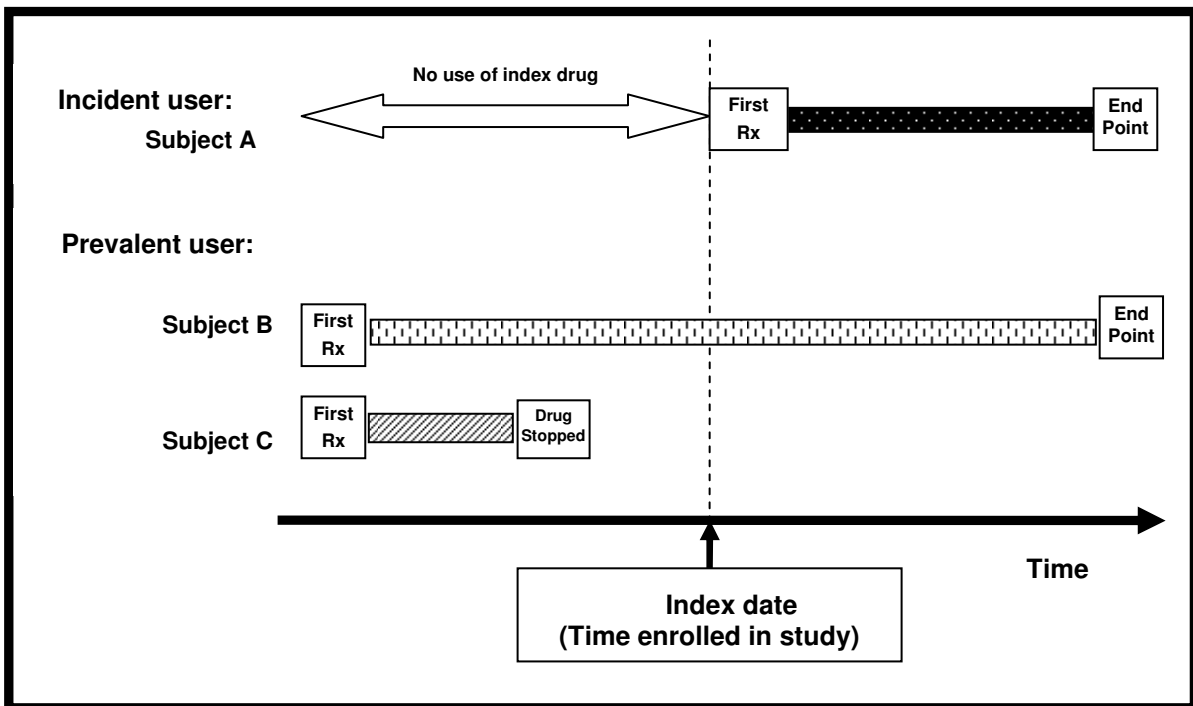 No use of index drug
Incident user:
Subject A
First
Rx
End
Point
Prevalent user:
Subject B
First
Rx
End
Point
Subject C
First
Rx
Drug
Stopped
Time
Index date
(Time enrolled in study)